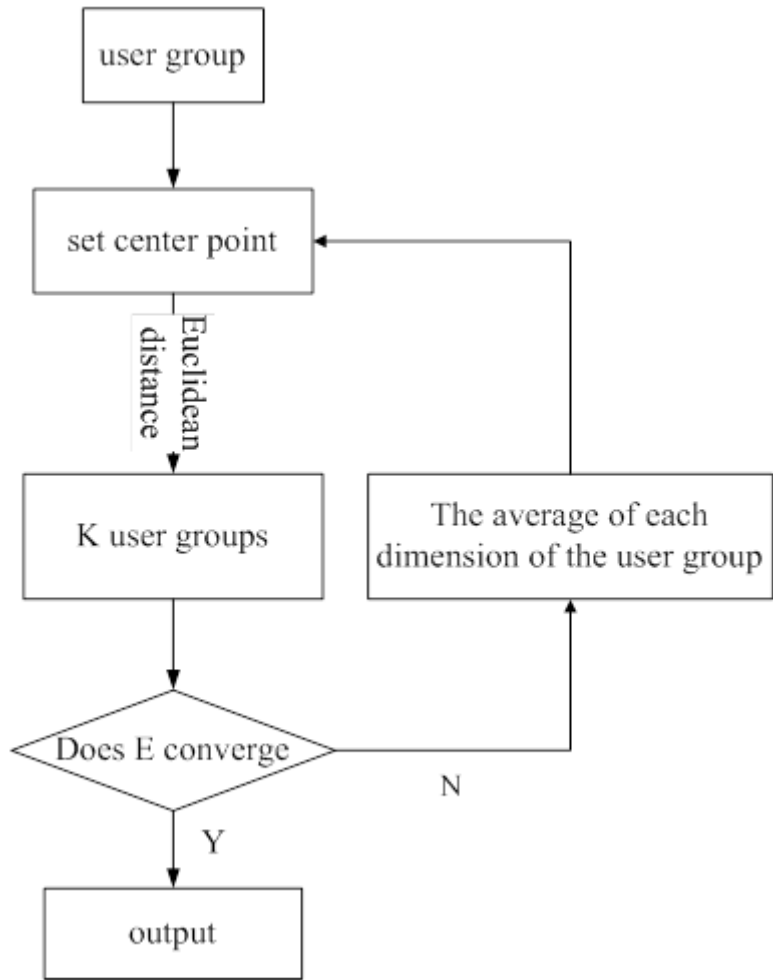 user group
set center point
Euclidean
distance
K user groups
The average of each
dimension of the user group
Does E converge
N
Y
output